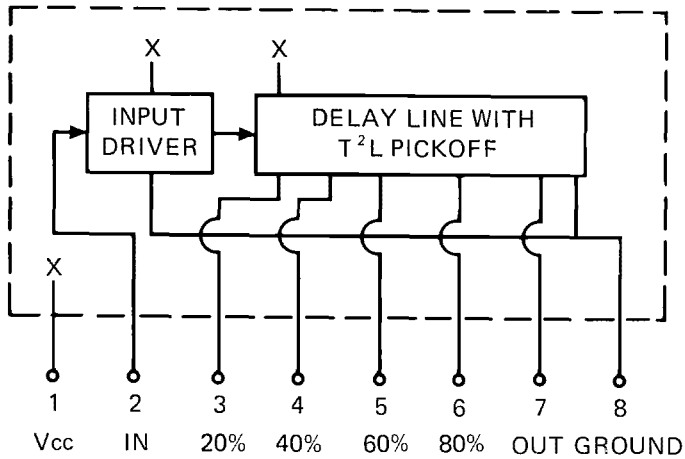 X X
INPUT
DRIVER
DELAY LINE WITH
T²L PICKOFF
X
1 2 3 4 5 6 7 8
Vcc IN 20% 40% 60% 80% OUT GROUND